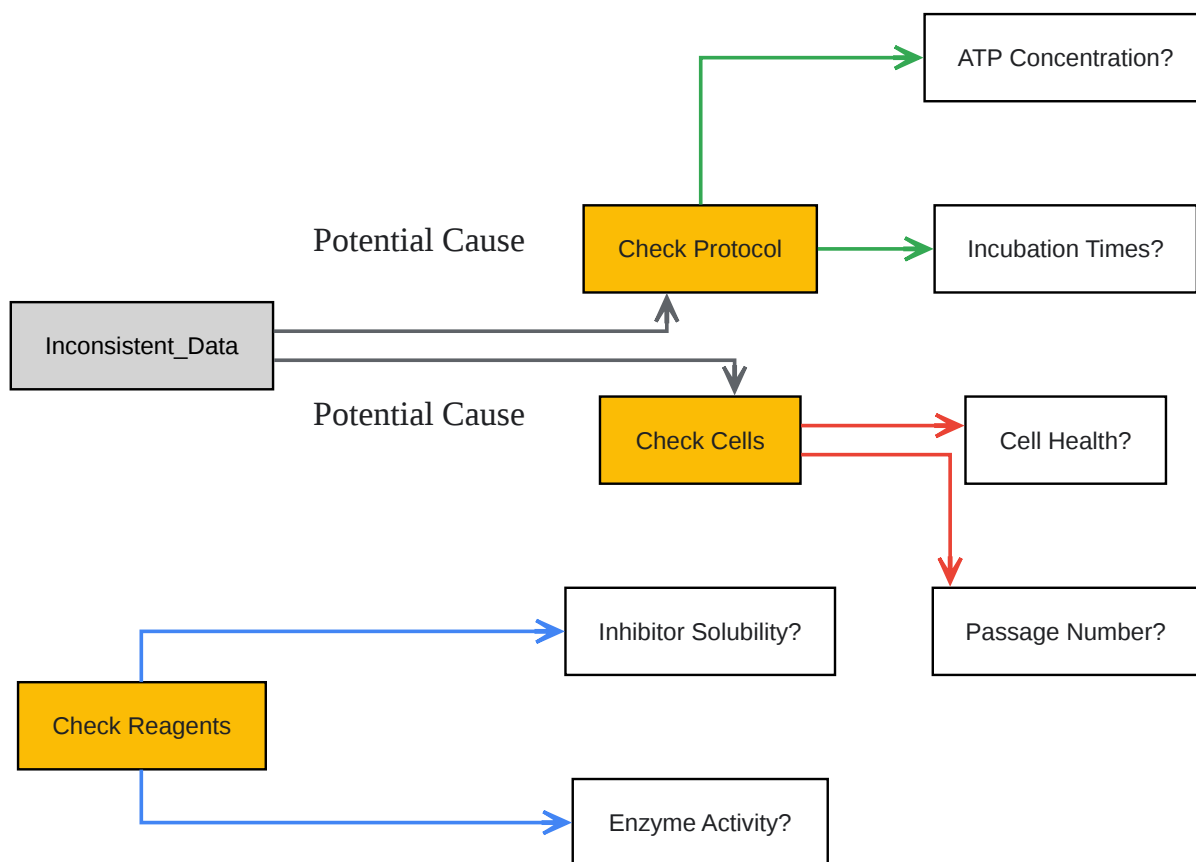 ATP Concentration?
Potential Cause
Check Protocol
Incubation Times?
Inconsistent_Data
Potential Cause
Check Cells
Cell Health?
Inhibitor Solubility?
Passage Number?
Check Reagents
Enzyme Activity?